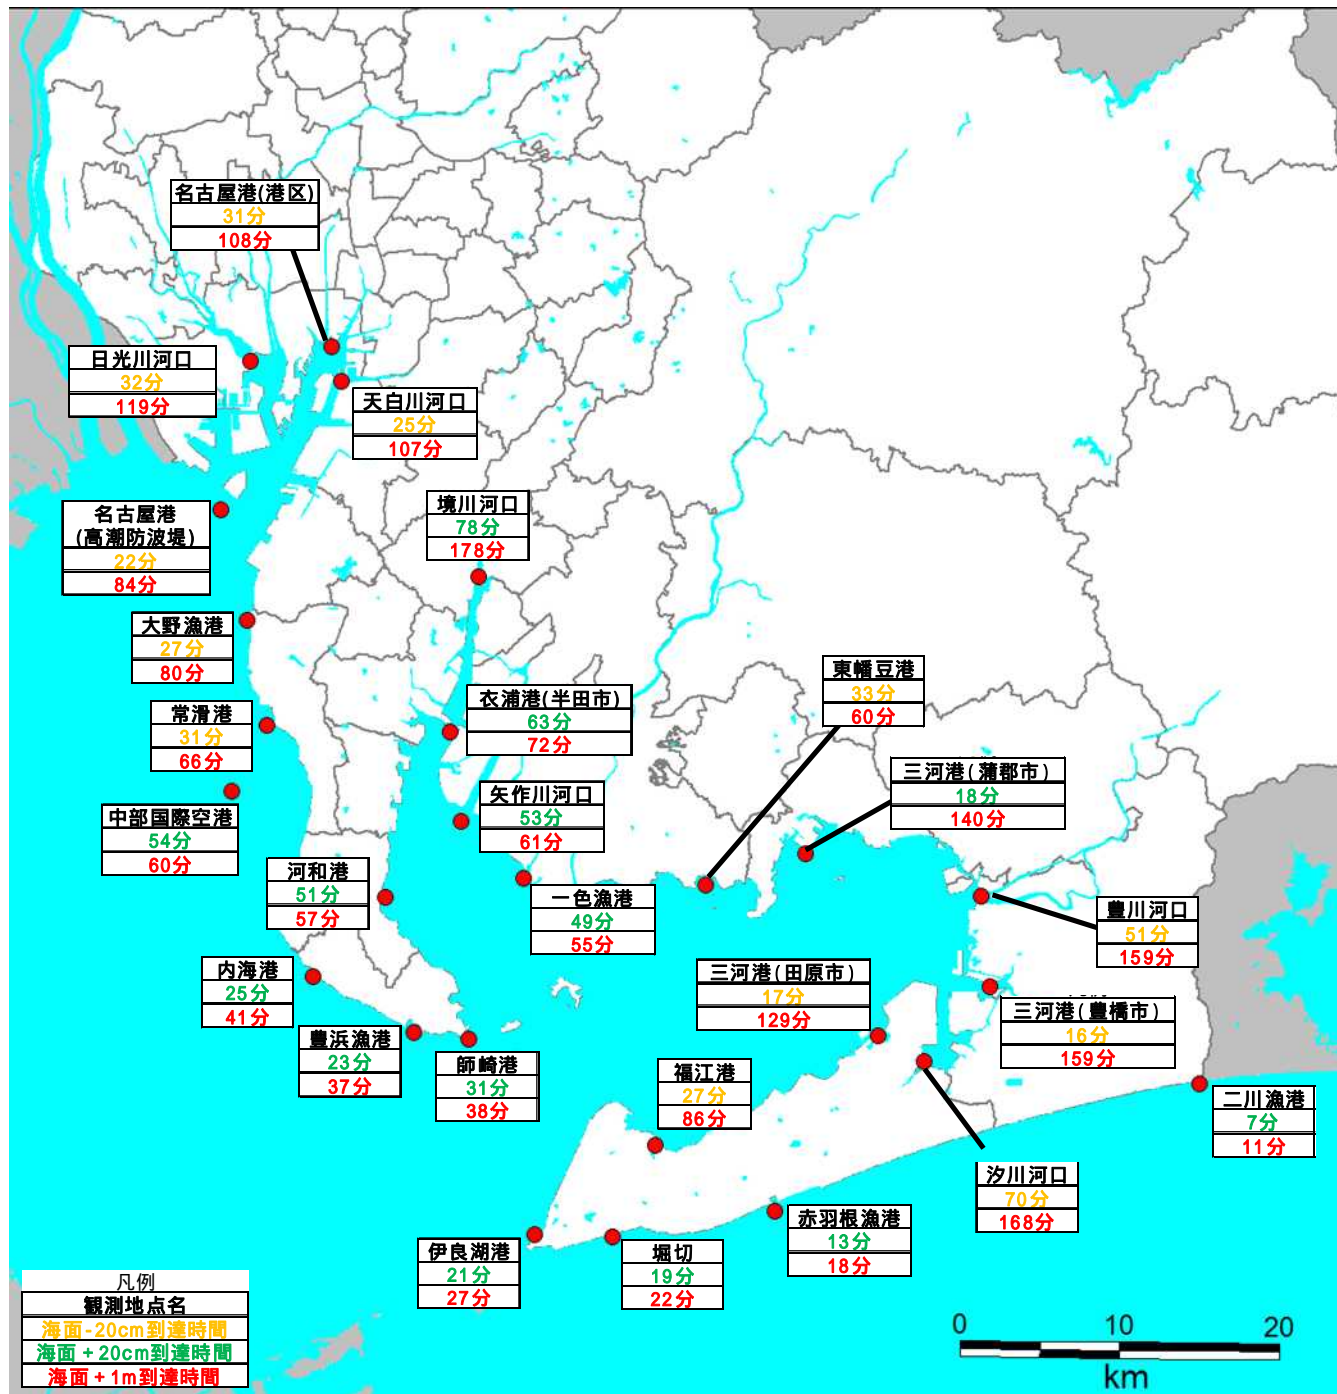 名古屋港(港区)
31分
108分
日光川河口
32分
119分
天白川河口
25分
107分
名古屋港
(高潮防波堤)
22分
84分
境川河口
78分
178分
大野漁港
27分
80分
常滑港
31分
66分
衣浦港(半田市)
63分
72分
東幡豆港
33分
60分
三河港(蒲郡市)
18分
140分
中部国際空港
54分
60分
矢作川河口
53分
61分
河和港
51分
57分
一色漁港
49分
55分
豊川河口
51分
159分
内海港
25分
41分
三河港(田原市)
17分
129分
三河港(豊橋市)
16分
159分
豊浜漁港
23分
37分
師崎港
31分
38分
福江港
27分
86分
二川漁港
7分
11分
汐川河口
70分
168分
伊良湖港
21分
27分
堀切
19分
22分
赤羽根漁港
13分
18分
凡例
観測地点名
海面-20cm到達時間
海面+20cm到達時間
海面+1m到達時間
0 10 20
km